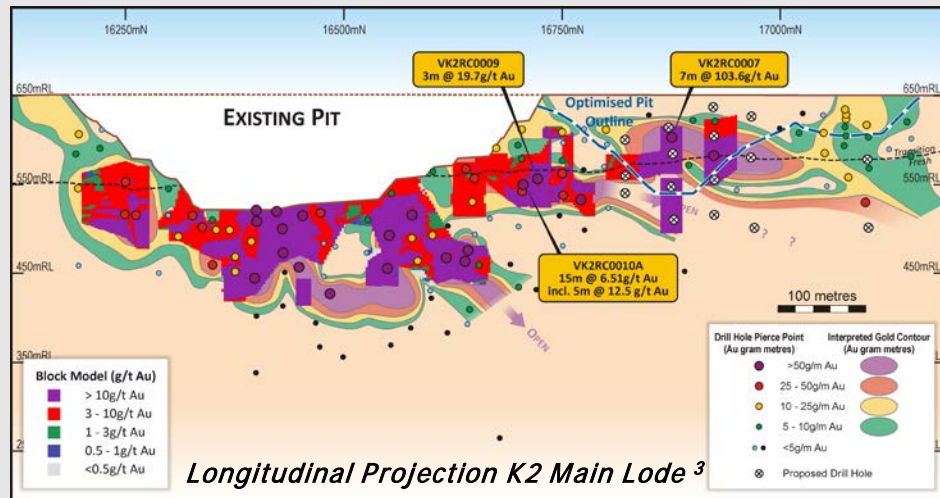 16250mN
16500mN
16750mN
17000mN
VK2RC0009
3m @ 19.7g/t Au
VK2RC0007
7m @ 103.6g/t Au
650mRL
650mRL
EXISTING PIT
Optimised Pit
Outline
Transition
Fresh
550mRL
550mRL
OPEN
? ?
450mRL
450mRL
VK2RC0010A
15m @ 6.51g/t Au
incl. 5m @ 12.5 g/t Au
100 metres
OPEN
350mRL
Block Model (g/t Au)
> 10g/t Au
3 - 10g/t Au
1 - 3g/t Au
0.5 - 1g/t Au
<0.5g/t Au
Drill Hole Pierce Point
(Au gram metres)
Interpreted Gold Contour
(Au gram metres)
>50g/m Au
25 - 50g/m Au
10 - 25g/m Au
5 - 10g/m Au
<5g/m Au
Proposed Drill Hole
Longitudinal Projection K2 Main Lode ³